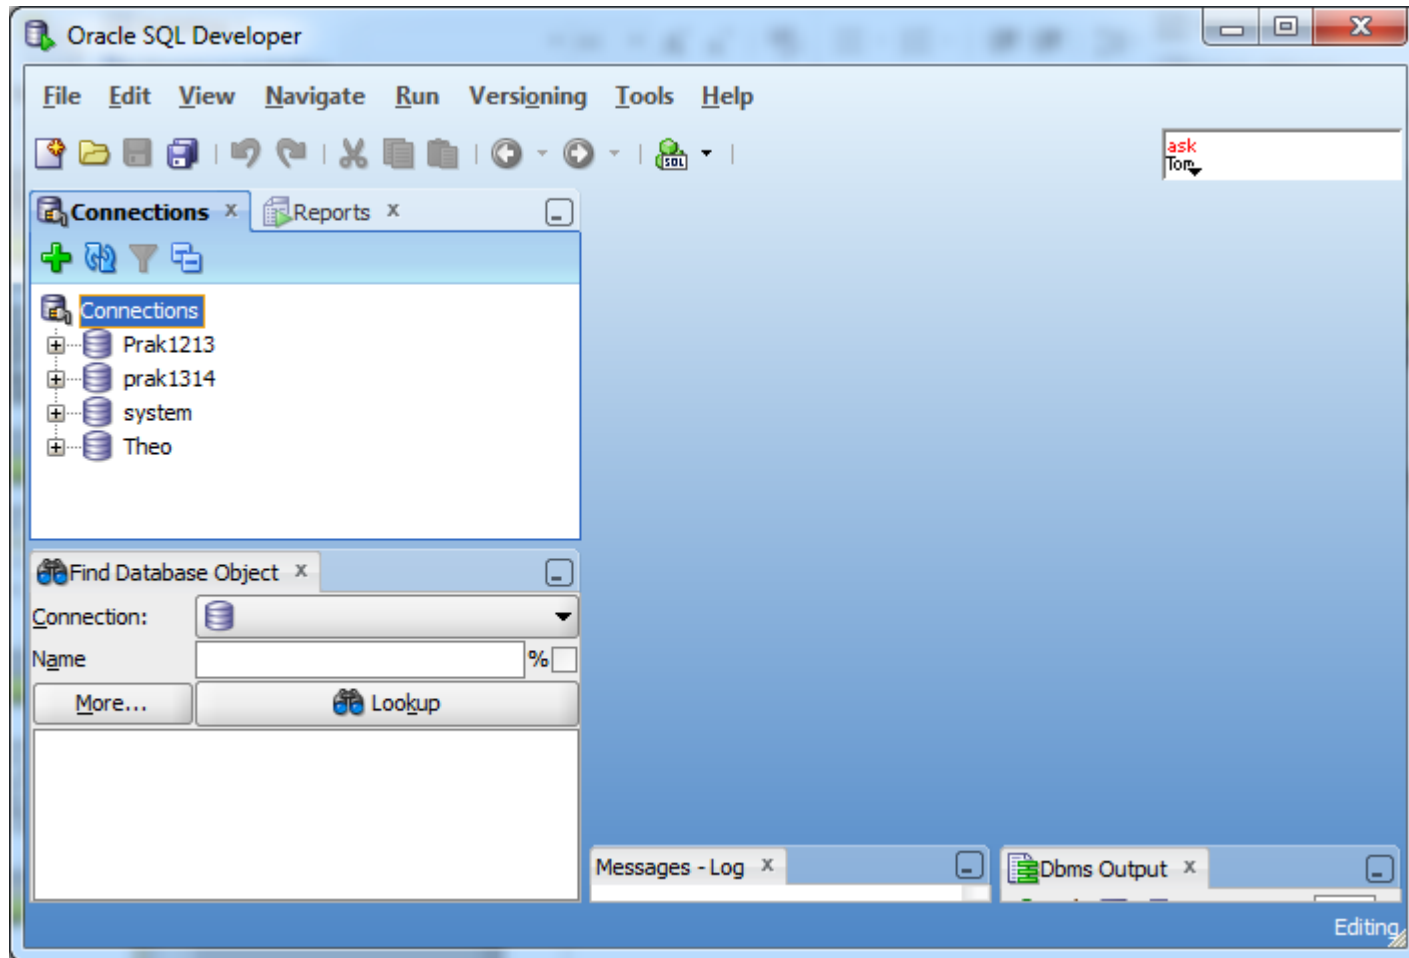 Oracle SQL Developer
File Edit View Navigate Run Versioning Tools Help
SQL
ask
Tom
Connections x Reports x
Connections
Prak1213
prak1314
system
Theo
Find Database Object x
Connection:
Name %
More... Lookup
Messages - Log x Dbms Output x
Editing